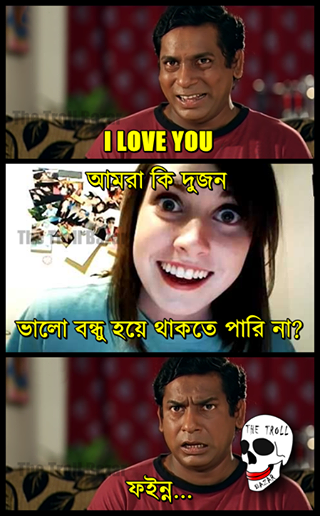 I LOVE YOU
আমরা কি দুজন
ভালো বন্ধু হয়ে থাকতে পারি না?
THE TROLL
BAZAR
ফইন্ন...